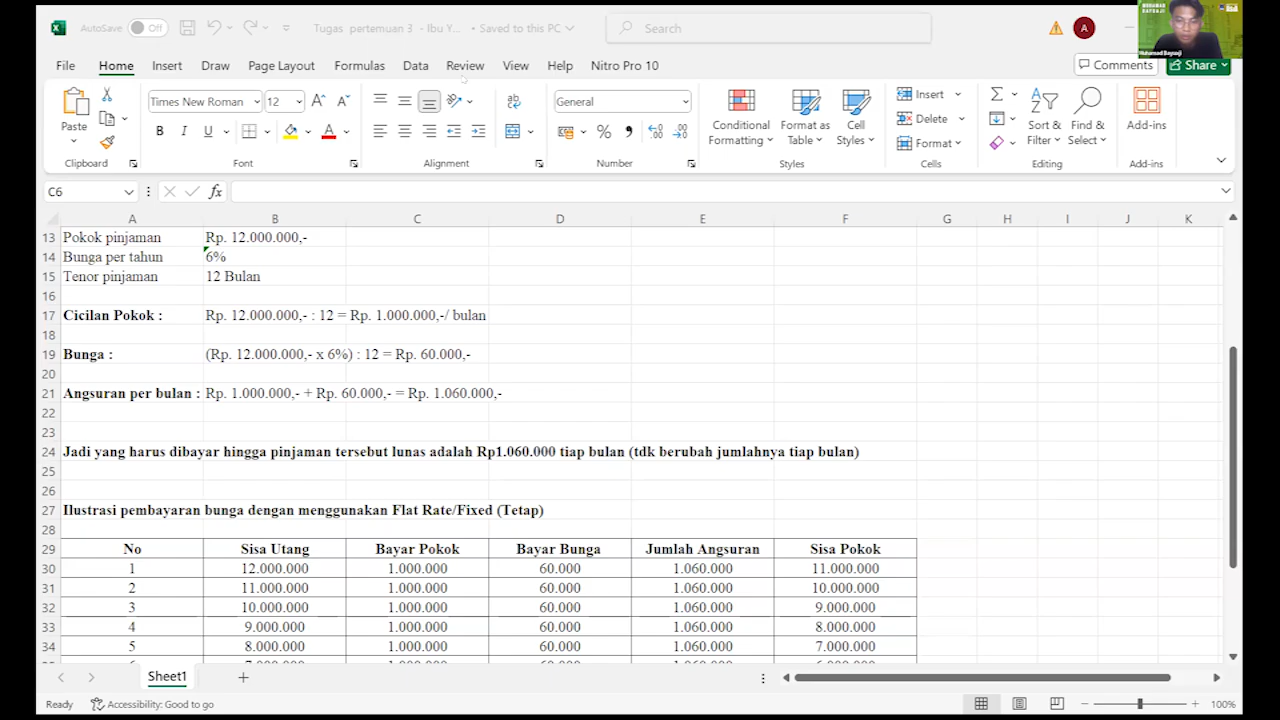 AutoSave Off Tugas pertemuan 3 - Ibu Y... • Saved to this PC Search A
File Home Insert Draw Page Layout Formulas Data Review View Help Nitro Pro 10 Comments Share
Paste Times New Roman 12 General Conditional Formatting Format as Table Cell Styles Insert Delete Format Sort & Filter Find & Select Add-ins
Clipboard Font Alignment Number Styles Cells Editing Add-ins
C6 fx
A B C D E F G H I J K
13 Pokok pinjaman Rp. 12.000.000,-
14 Bunga per tahun 6%
15 Tenor pinjaman 12 Bulan
16
17 Cicilan Pokok : Rp. 12.000.000,- : 12 = Rp. 1.000.000,-/ bulan
18
19 Bunga : (Rp. 12.000.000,- x 6%) : 12 = Rp. 60.000,-
20
21 Angsuran per bulan : Rp. 1.000.000,- + Rp. 60.000,- = Rp. 1.060.000,-
22
23
24 Jadi yang harus dibayar hingga pinjaman tersebut lunas adalah Rp1.060.000 tiap bulan (tdk berubah jumlahnya tiap bulan)
25
26
27 Ilustrasi pembayaran bunga dengan menggunakan Flat Rate/Fixed (Tetap)
28
29 No Sisa Utang Bayar Pokok Bayar Bunga Jumlah Angsuran Sisa Pokok
30 1 12.000.000 1.000.000 60.000 1.060.000 11.000.000
31 2 11.000.000 1.000.000 60.000 1.060.000 10.000.000
32 3 10.000.000 1.000.000 60.000 1.060.000 9.000.000
33 4 9.000.000 1.000.000 60.000 1.060.000 8.000.000
34 5 8.000.000 1.000.000 60.000 1.060.000 7.000.000
Sheet1
Ready Accessibility: Good to go 100%